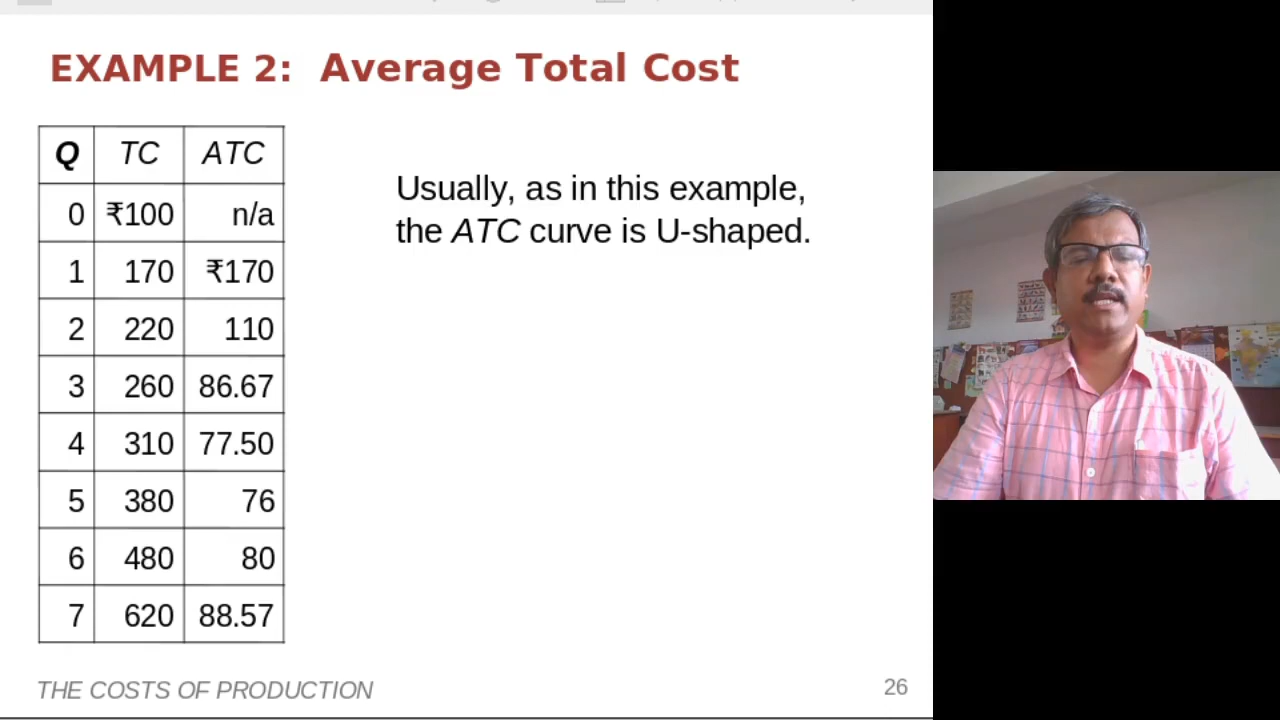 EXAMPLE 2: Average Total Cost
Q TC ATC
0 ₹100 n/a
1 170 ₹170
2 220 110
3 260 86.67
4 310 77.50
5 380 76
6 480 80
7 620 88.57
Usually, as in this example,
the ATC curve is U-shaped.
THE COSTS OF PRODUCTION
26